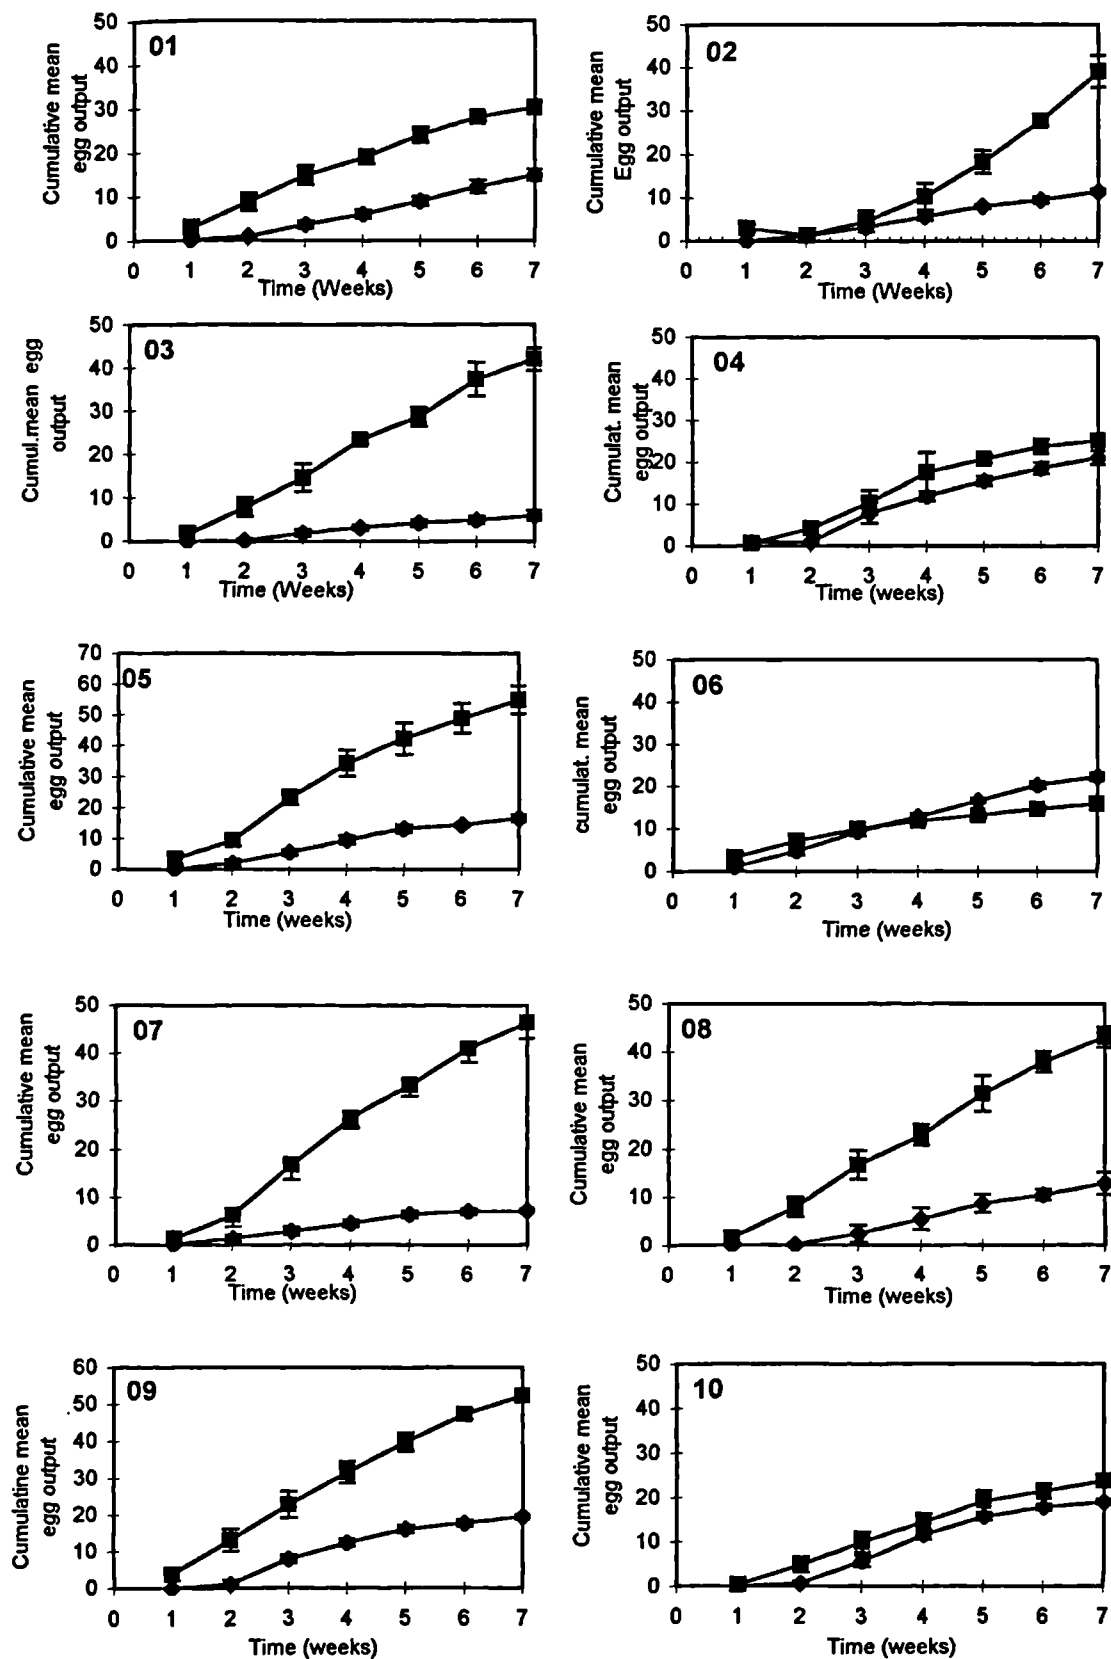 50
01
40
30
20
10
0
Cumulative mean
egg output
0 1 2 3 4 5 6 7
Time (Weeks)
50
02
40
30
20
10
0
Cumulative mean
Egg output
0 1 2 3 4 5 6 7
Time (Weeks)
50
03
40
30
20
10
0
Cumul.mean egg
output
0 1 2 3 4 5 6 7
Time (Weeks)
50
04
40
30
20
10
0
Cumulat. mean
egg output
0 1 2 3 4 5 6 7
Time (weeks)
70
05
60
50
40
30
20
10
0
Cumulative mean
egg output
0 1 2 3 4 5 6 7
Time (weeks)
50
06
40
30
20
10
0
cumulat. mean
egg output
0 1 2 3 4 5 6 7
Time (weeks)
50
07
40
30
20
10
0
Cumulative mean
egg output
0 1 2 3 4 5 6 7
Time (weeks)
50
08
40
30
20
10
0
Cumulative mean
egg output
0 1 2 3 4 5 6 7
Time (weeks)
60
09
50
40
30
20
10
0
Cumulatine mean
egg output
0 1 2 3 4 5 6 7
Time (weeks)
50
10
40
30
20
10
0
Cumulative mean
egg output
0 1 2 3 4 5 6 7
Time (weeks)